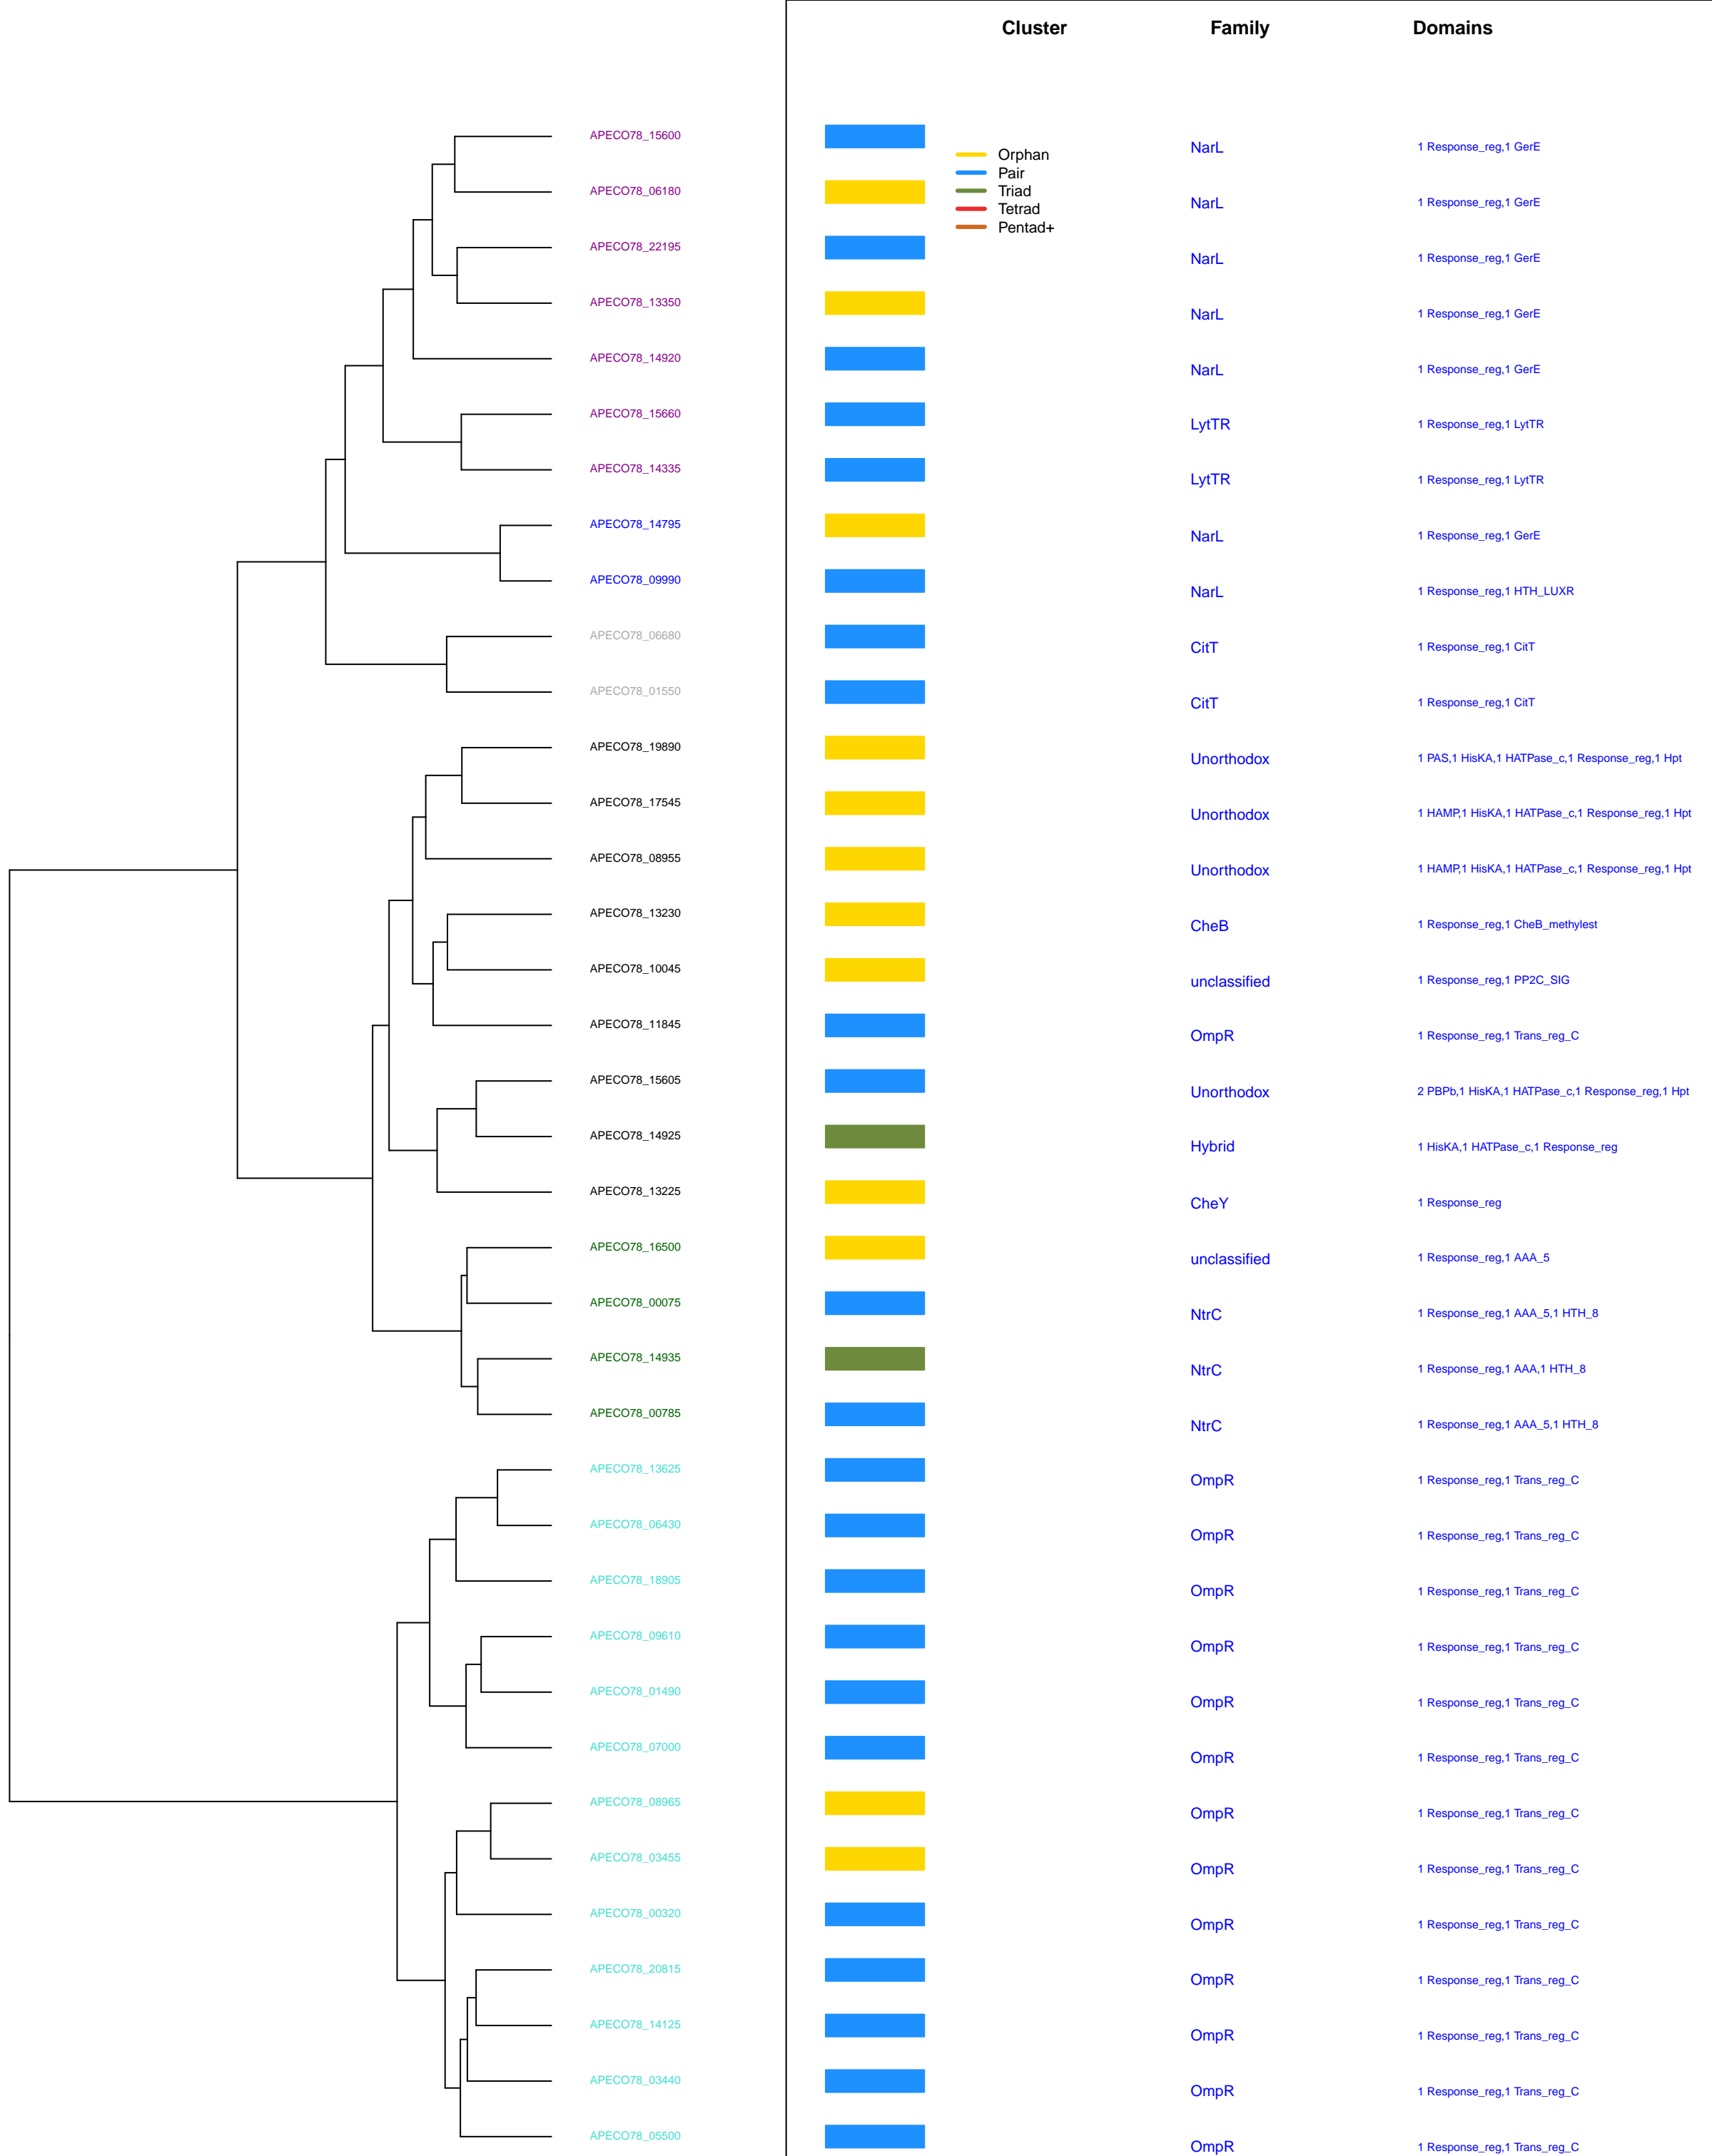 Cluster Family Domains
APECO78_15600 NarL 1 Response_reg,1 GerE
Orphan
Pair
Triad
Tetrad
Pentad+
APECO78_06180 NarL 1 Response_reg,1 GerE
APECO78_22195 NarL 1 Response_reg,1 GerE
APECO78_13350 NarL 1 Response_reg,1 GerE
APECO78_14920 NarL 1 Response_reg,1 GerE
APECO78_15660 LytTR 1 Response_reg,1 LytTR
APECO78_14335 LytTR 1 Response_reg,1 LytTR
APECO78_14795 NarL 1 Response_reg,1 GerE
APECO78_09990 NarL 1 Response_reg,1 HTH_LUXR
APECO78_06680 CitT 1 Response_reg,1 CitT
APECO78_01550 CitT 1 Response_reg,1 CitT
APECO78_19890 Unorthodox 1 PAS,1 HisKA,1 HATPase_c,1 Response_reg,1 Hpt
APECO78_17545 Unorthodox 1 HAMP,1 HisKA,1 HATPase_c,1 Response_reg,1 Hpt
APECO78_08955 Unorthodox 1 HAMP,1 HisKA,1 HATPase_c,1 Response_reg,1 Hpt
APECO78_13230 CheB 1 Response_reg,1 CheB_methylest
APECO78_10045 unclassified 1 Response_reg,1 PP2C_SIG
APECO78_11845 OmpR 1 Response_reg,1 Trans_reg_C
APECO78_15605 Unorthodox 2 PBPb,1 HisKA,1 HATPase_c,1 Response_reg,1 Hpt
APECO78_14925 Hybrid 1 HisKA,1 HATPase_c,1 Response_reg
APECO78_13225 CheY 1 Response_reg
APECO78_16500 unclassified 1 Response_reg,1 AAA_5
APECO78_00075 NtrC 1 Response_reg,1 AAA_5,1 HTH_8
APECO78_14935 NtrC 1 Response_reg,1 AAA,1 HTH_8
APECO78_00785 NtrC 1 Response_reg,1 AAA_5,1 HTH_8
APECO78_13625 OmpR 1 Response_reg,1 Trans_reg_C
APECO78_06430 OmpR 1 Response_reg,1 Trans_reg_C
APECO78_18905 OmpR 1 Response_reg,1 Trans_reg_C
APECO78_09610 OmpR 1 Response_reg,1 Trans_reg_C
APECO78_01490 OmpR 1 Response_reg,1 Trans_reg_C
APECO78_07000 OmpR 1 Response_reg,1 Trans_reg_C
APECO78_08965 OmpR 1 Response_reg,1 Trans_reg_C
APECO78_03455 OmpR 1 Response_reg,1 Trans_reg_C
APECO78_00320 OmpR 1 Response_reg,1 Trans_reg_C
APECO78_20815 OmpR 1 Response_reg,1 Trans_reg_C
APECO78_14125 OmpR 1 Response_reg,1 Trans_reg_C
APECO78_03440 OmpR 1 Response_reg,1 Trans_reg_C
APECO78_05500 OmpR 1 Response_reg,1 Trans_reg_C